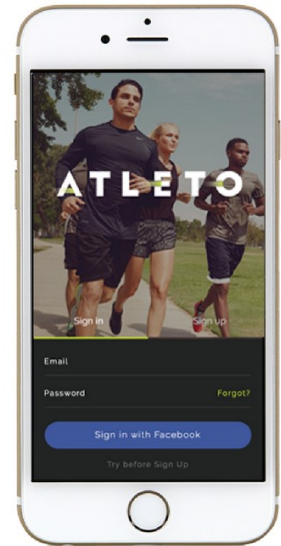 ATLETO
Sign in Sign up
Email
Password Forgot?
Sign in with Facebook
Try before Sign Up